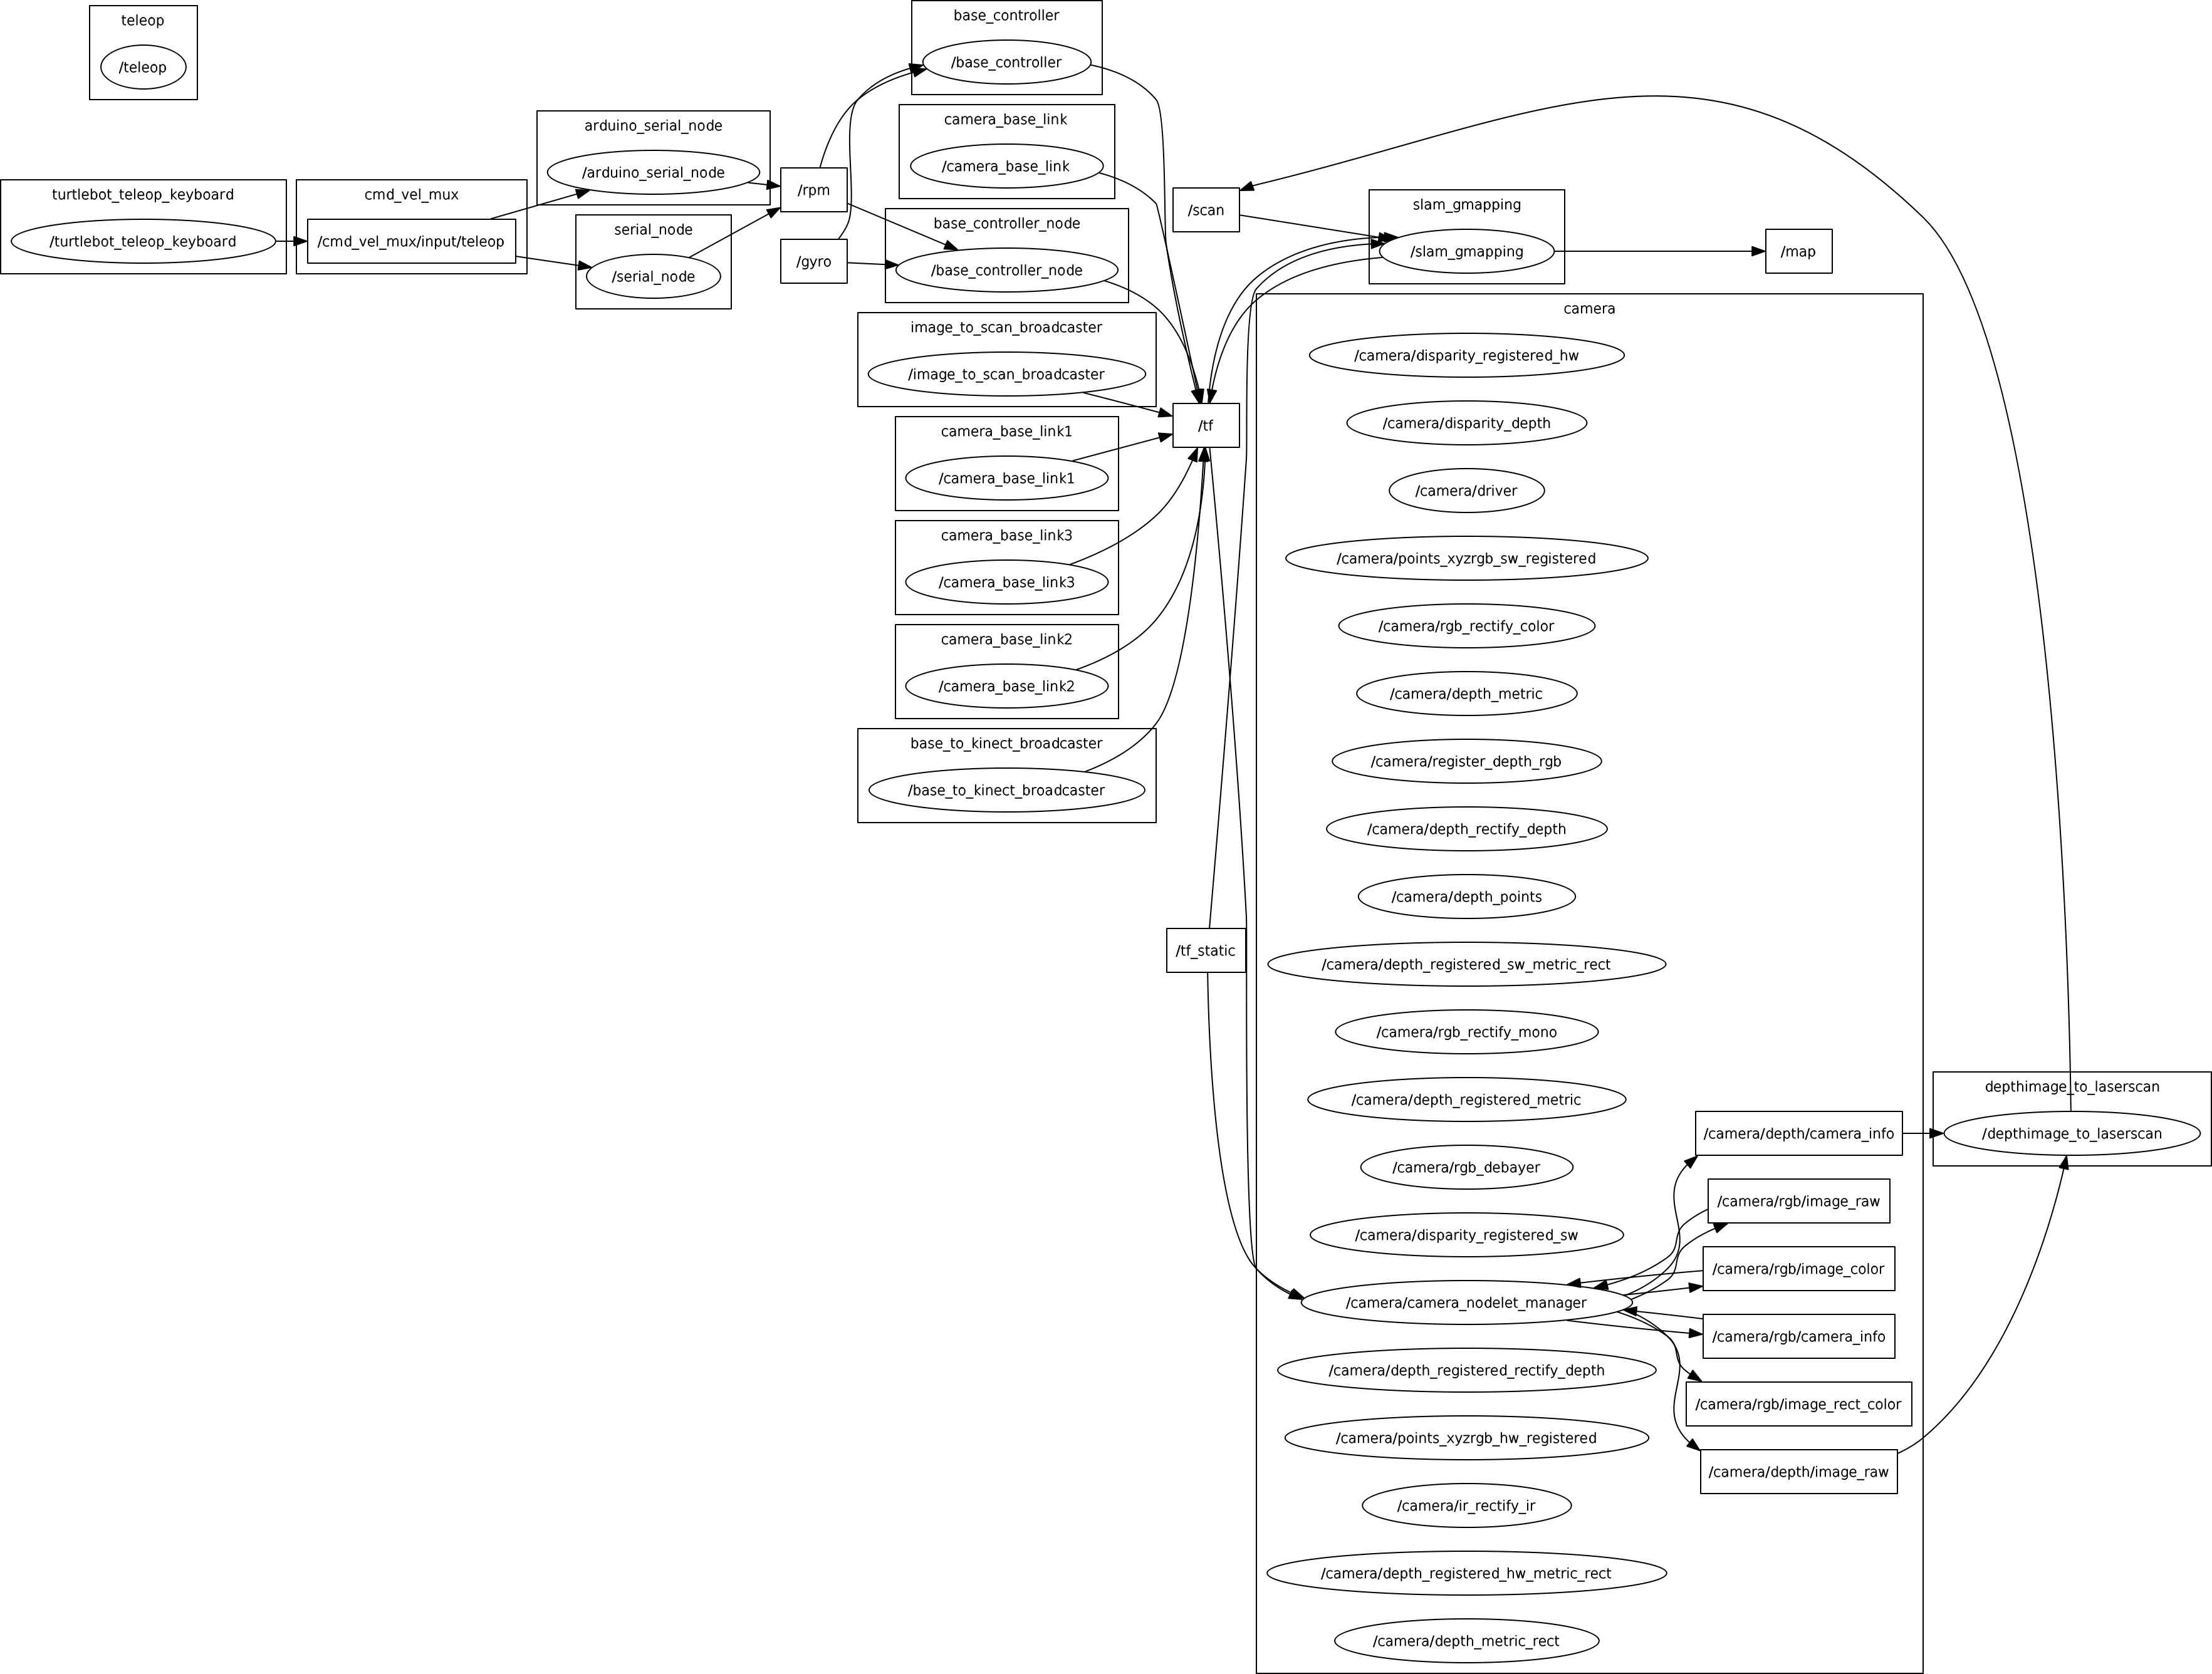 teleop
/teleop
turtlebot_teleop_keyboard
/turtlebot_teleop_keyboard
cmd_vel_mux
/cmd_vel_mux/input/teleop
arduino_serial_node
/arduino_serial_node
serial_node
/serial_node
/rpm
/gyro
base_controller
/base_controller
camera_base_link
/camera_base_link
base_controller_node
/base_controller_node
image_to_scan_broadcaster
/image_to_scan_broadcaster
camera_base_link1
/camera_base_link1
camera_base_link3
/camera_base_link3
camera_base_link2
/camera_base_link2
base_to_kinect_broadcaster
/base_to_kinect_broadcaster
/scan
/tf
/tf_static
slam_gmapping
/slam_gmapping
/map
camera
/camera/disparity_registered_hw
/camera/disparity_depth
/camera/driver
/camera/points_xyzrgb_sw_registered
/camera/rgb_rectify_color
/camera/depth_metric
/camera/register_depth_rgb
/camera/depth_rectify_depth
/camera/depth_points
/camera/depth_registered_sw_metric_rect
/camera/rgb_rectify_mono
/camera/depth_registered_metric
/camera/rgb_debayer
/camera/disparity_registered_sw
/camera/camera_nodelet_manager
/camera/depth_registered_rectify_depth
/camera/points_xyzrgb_hw_registered
/camera/ir_rectify_ir
/camera/depth_registered_hw_metric_rect
/camera/depth_metric_rect
/camera/depth/camera_info
/camera/rgb/image_raw
/camera/rgb/image_color
/camera/rgb/camera_info
/camera/rgb/image_rect_color
/camera/depth/image_raw
depthimage_to_laserscan
/depthimage_to_laserscan